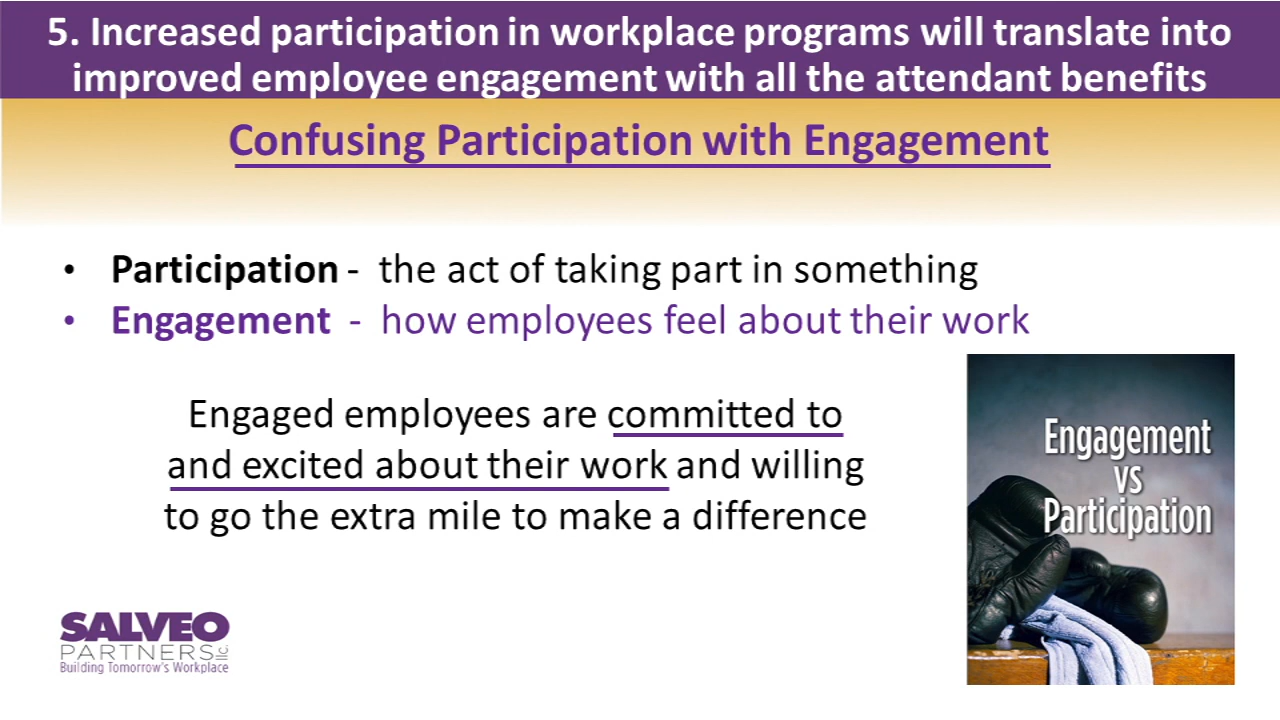 5. Increased participation in workplace programs will translate into
improved employee engagement with all the attendant benefits
Confusing Participation with Engagement
• Participation - the act of taking part in something
• Engagement - how employees feel about their work
Engaged employees are committed to
and excited about their work and willing
to go the extra mile to make a difference
Engagement
vs
Participation
SALVEO
PARTNERS LLC
Building Tomorrow's Workplace